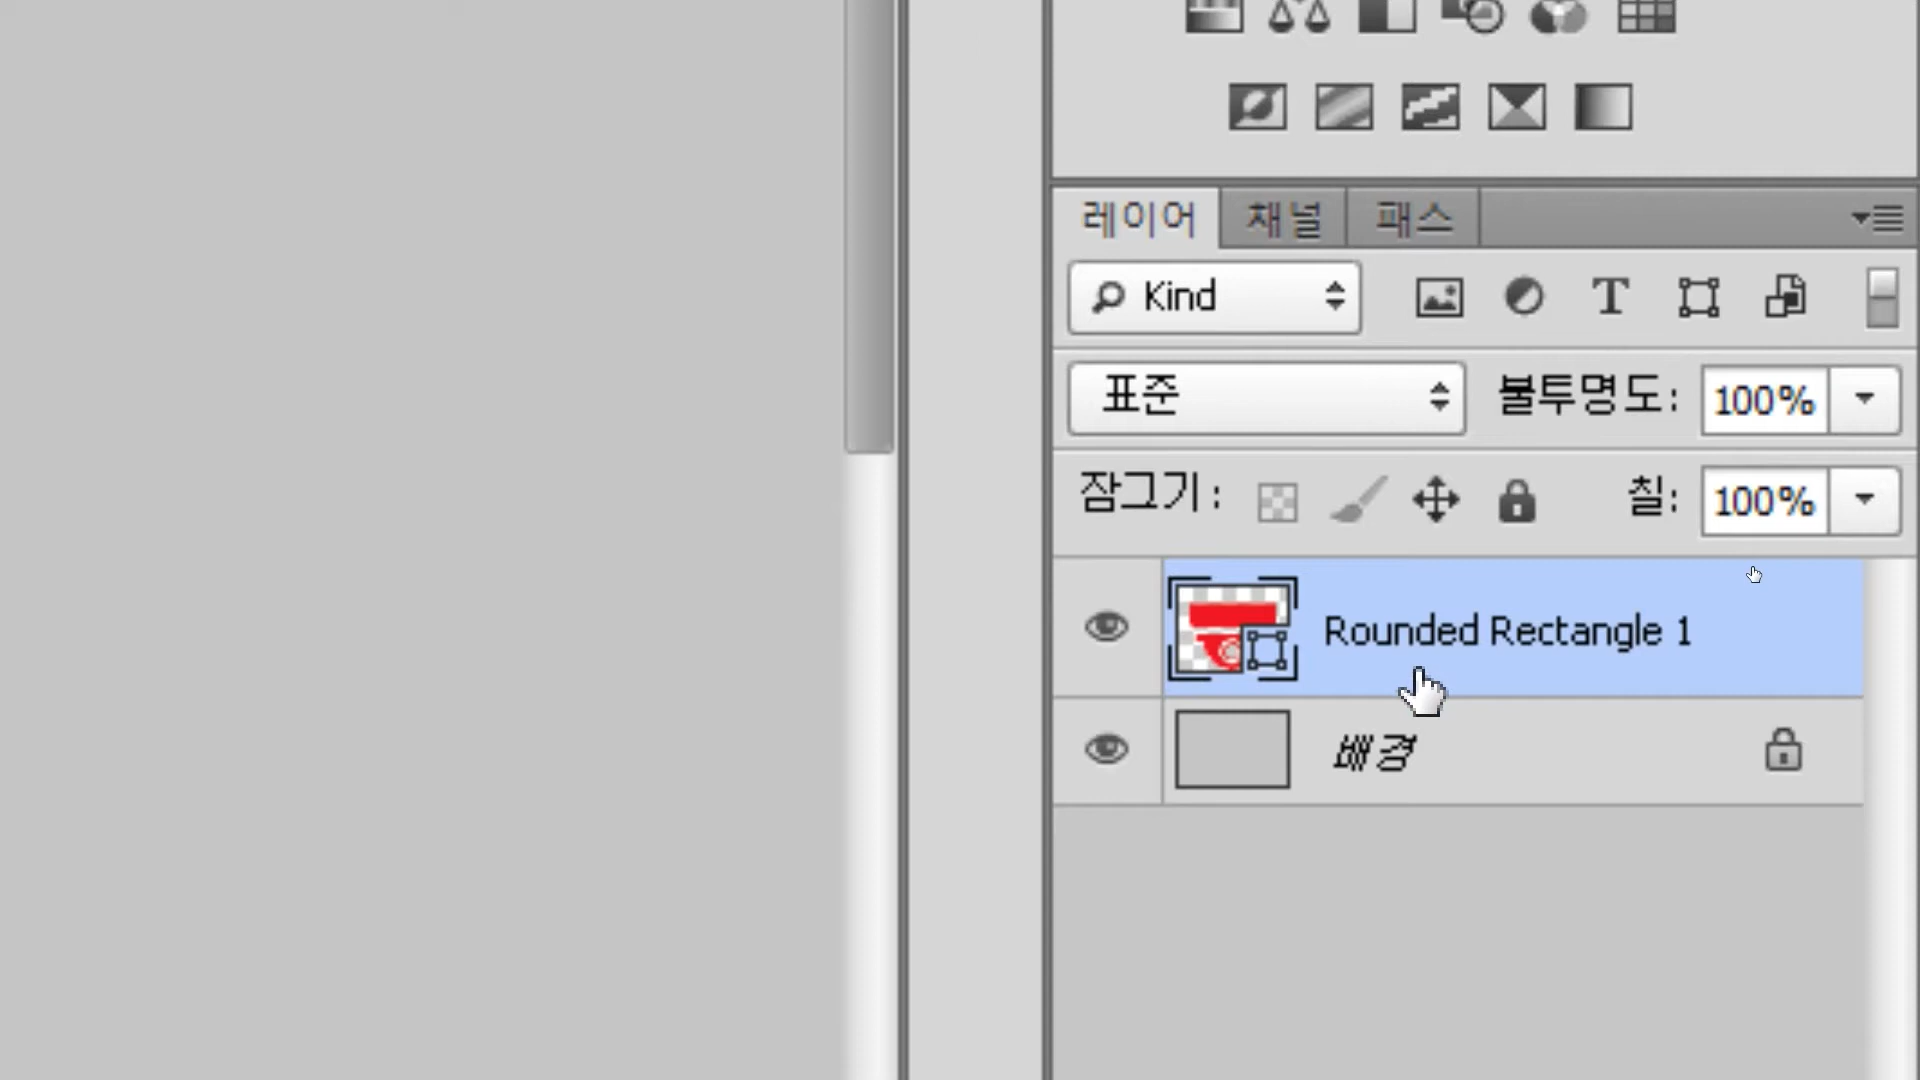 레이어 채널 패스
Kind T
표준 불투명도: 100%
잠그기: 칠: 100%
Rounded Rectangle 1
배경